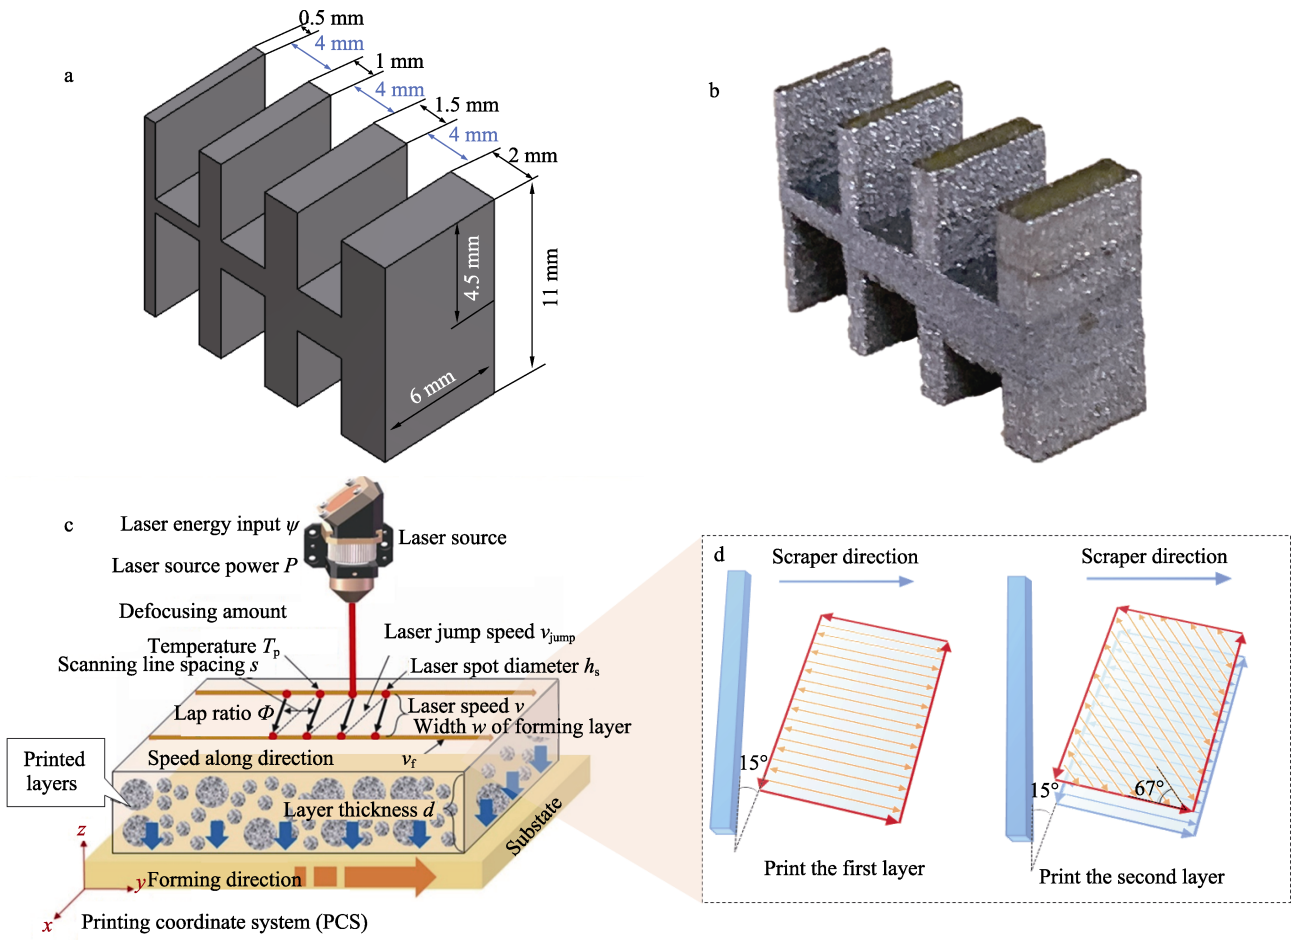 a
0.5 mm
4 mm
1 mm
4 mm
1.5 mm
4 mm
2 mm
4.5 mm
11 mm
6 mm
b
c
Laser energy input ψ
Laser source
Laser source power P
Defocusing amount
Temperature Tp
Laser jump speed vjump
Scanning line spacing s
Laser spot diameter hs
Lap ratio Φ
Laser speed v
Width w of forming layer
Speed along direction
vf
Printed
layers
Layer thickness d
Substate
z
y
x
Forming direction
Printing coordinate system (PCS)
d
Scraper direction
15°
Print the first layer
Scraper direction
15°
67°
Print the second layer